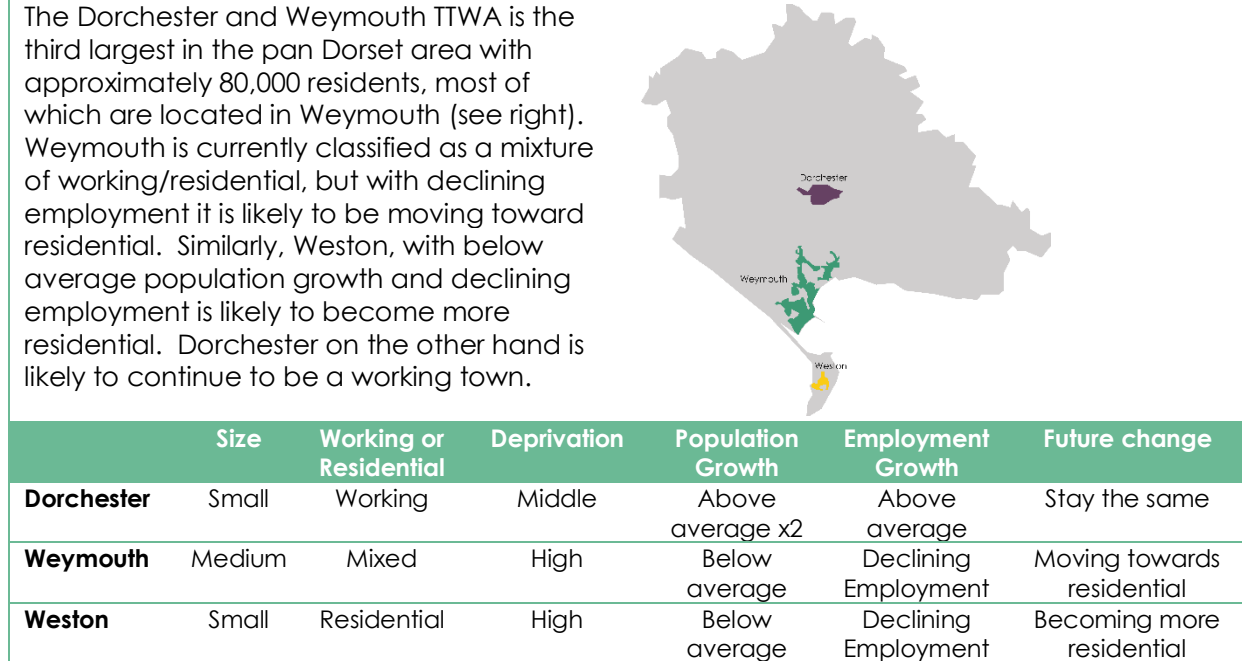 The Dorchester and Weymouth TTWA is the
third largest in the pan Dorset area with
approximately 80,000 residents, most of
which are located in Weymouth (see right).
Weymouth is currently classified as a mixture
of working/residential, but with declining
employment it is likely to be moving toward
residential.  Similarly, Weston, with below
average population growth and declining
employment is likely to become more
residential.  Dorchester on the other hand is
likely to continue to be a working town.
Dorchester
Weymouth
Weston
Size Working or Residential Deprivation Population Growth Employment Growth Future change
Dorchester Small Working Middle Above average x2 Above average Stay the same
Weymouth Medium Mixed High Below average Declining Employment Moving towards residential
Weston Small Residential High Below average Declining Employment Becoming more residential